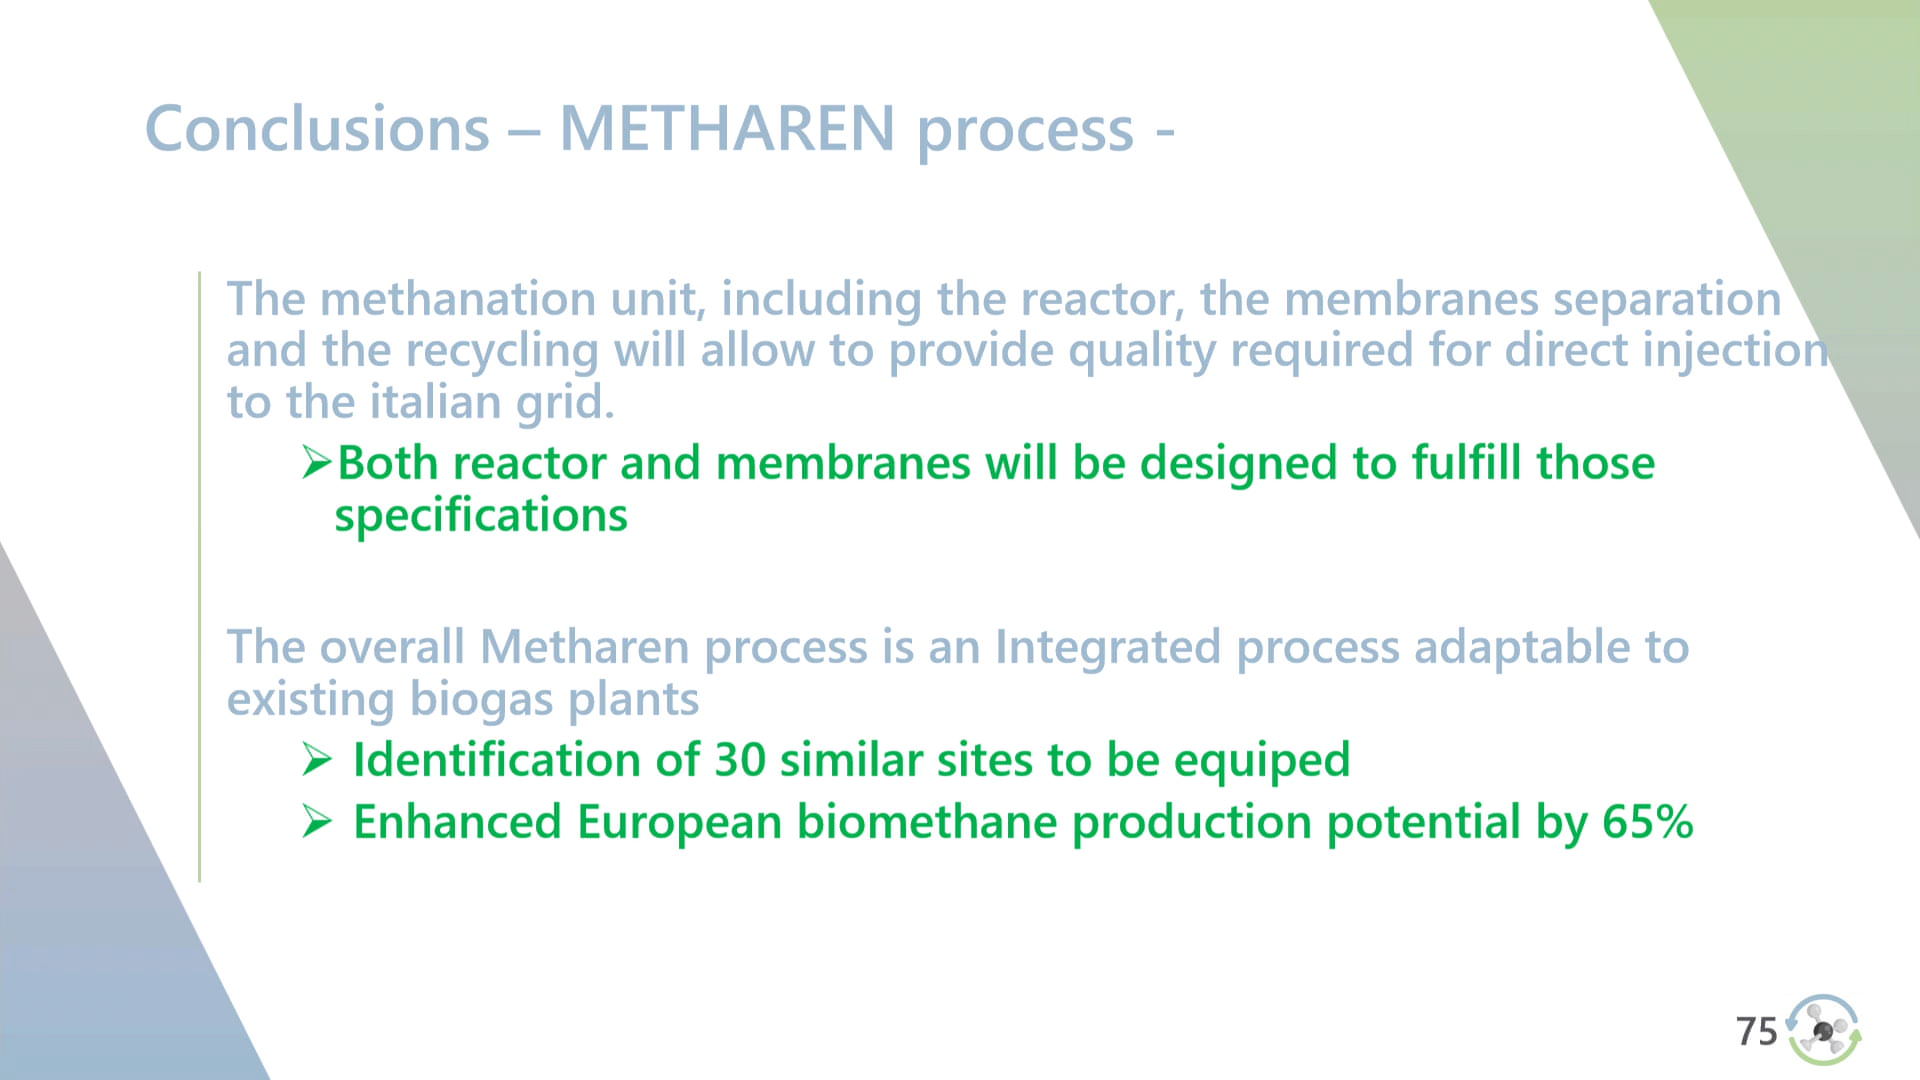 Conclusions – METHAREN process -
The methanation unit, including the reactor, the membranes separation
and the recycling will allow to provide quality required for direct injection
to the italian grid.
➢Both reactor and membranes will be designed to fulfill those
specifications
The overall Metharen process is an Integrated process adaptable to
existing biogas plants
➢ Identification of 30 similar sites to be equiped
➢ Enhanced European biomethane production potential by 65%
75